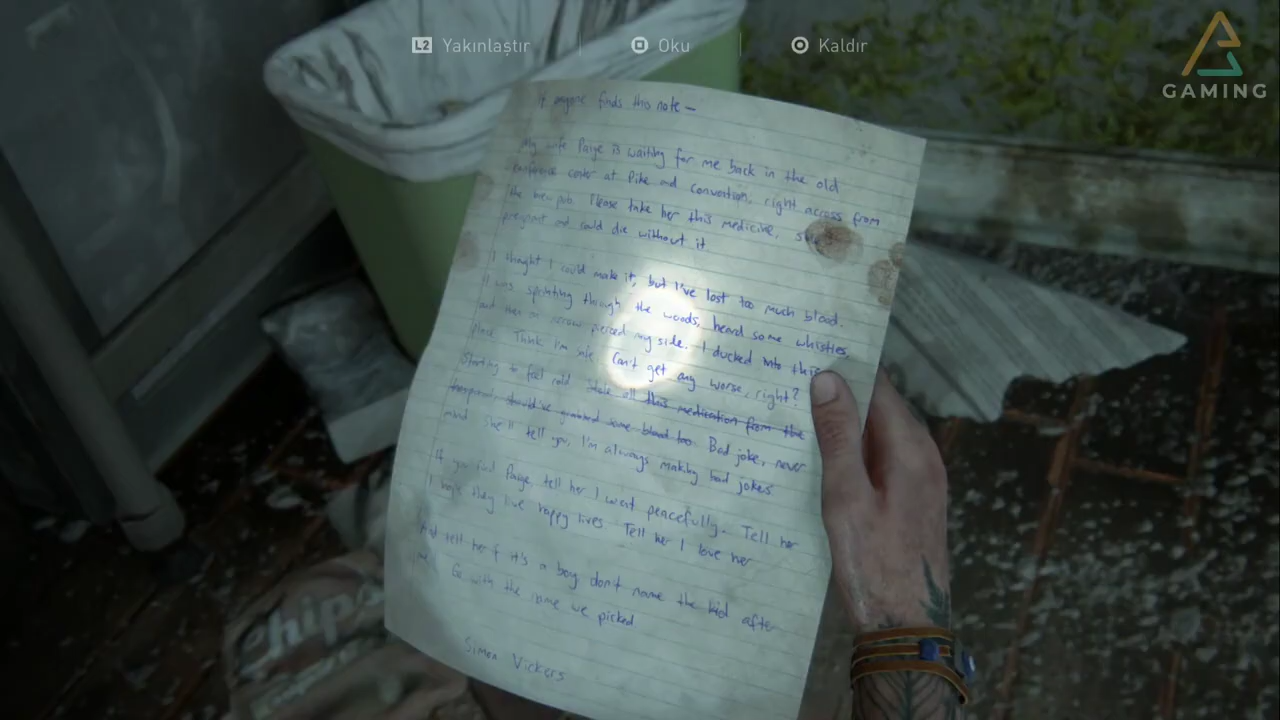 L2 Yakınlaştır
Oku
Kaldır
GAMING
If anyone finds this note—
My wife Paige is waiting for me back in the old
conference center at Pike and convention, right across from
the brew pub. Please take her this medicine, she's
pregnant and could die without it
I thought I could make it, but I've lost too much blood.
I was sprinting through the woods, heard some whistles,
and then an arrow pierced my side. I ducked into this
place. Think I'm safe. Can't get any worse, right?
Starting to feel cold. Stole all this medication from the
should've grabbed some blood too. Bad joke, never
mind. She'll tell you, I'm always making bad jokes.
If you find Paige, tell her I went peacefully. Tell her
I hope they live happy lives. Tell her I love her
And tell her if it's a boy don't name the kid after
me. Go with the name we picked
Simon Vickers
chips